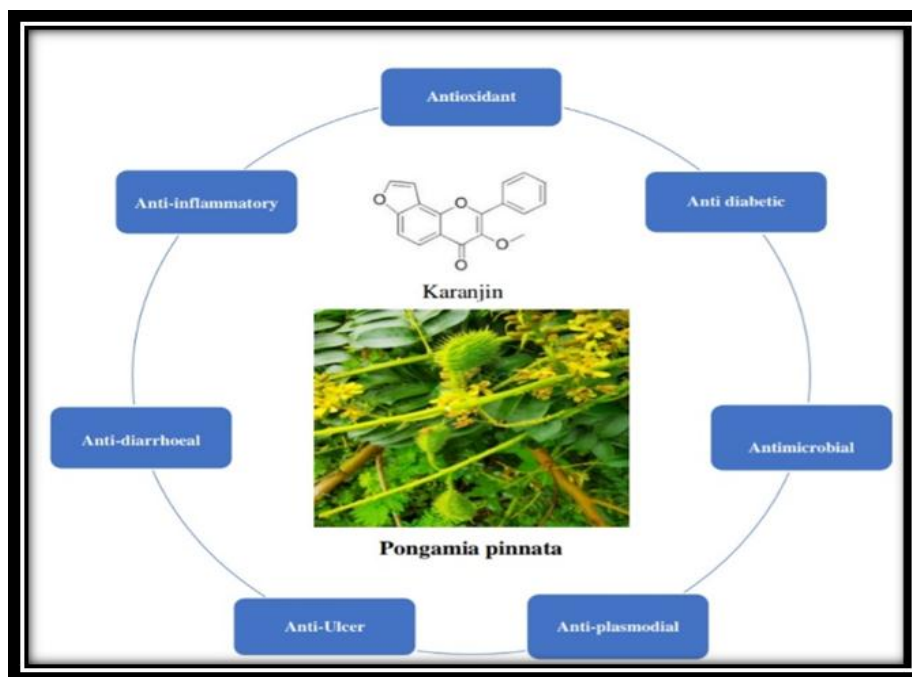 Antioxidant
Anti-inflammatory
Anti diabetic
O
O
O
O
Karanjin
Anti-diarrhoeal
Antimicrobial
Pongamia pinnata
Anti-Ulcer
Anti-plasmodial